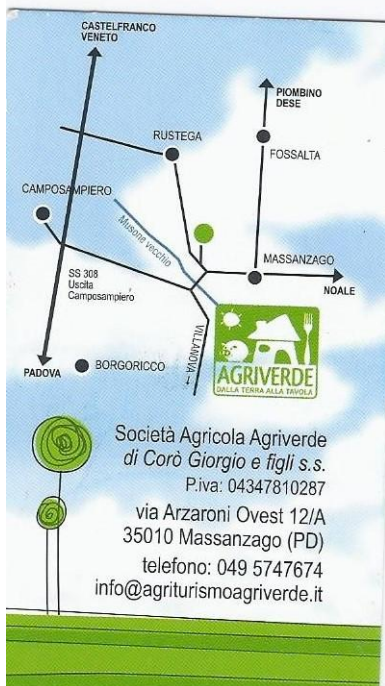 CASTELFRANCO
VENETO
PIOMBINO
DESE
RUSTEGA
FOSSALTA
CAMPOSAMPIERO
Musone vecchio
MASSANZAGO
SS 308
Uscita
Camposampiero
NOALE
VILLANOVA
PADOVA
BORGORICCO
AGRIVERDE
DALLA TERRA ALLA TAVOLA
Società Agricola Agriverde
di Corò Giorgio e figli s.s.
P.iva: 04347810287
via Arzaroni Ovest 12/A
35010 Massanzago (PD)
telefono: 049 5747674
info@agriturismoagriverde.it